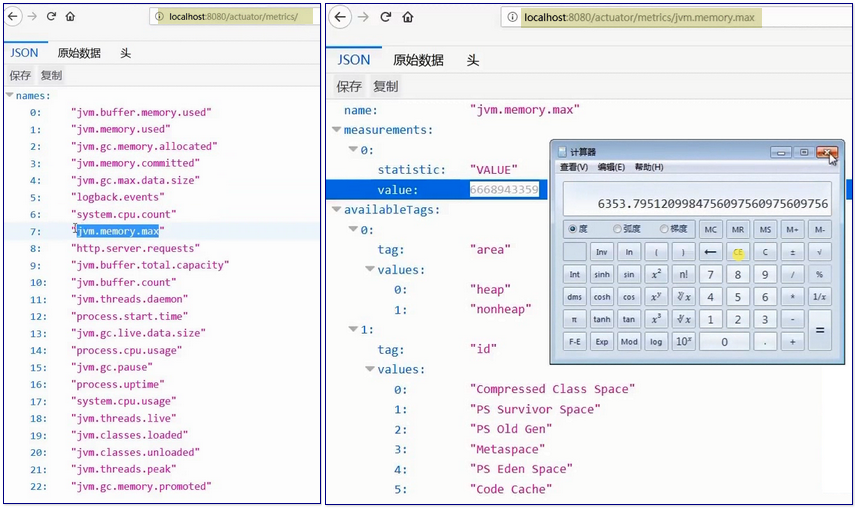 localhost:8080/actuator/metrics/
JSON 原始数据 头
保存 复制
names:
0: "jvm.buffer.memory.used"
1: "jvm.memory.used"
2: "jvm.gc.memory.allocated"
3: "jvm.memory.committed"
4: "jvm.gc.max.data.size"
5: "logback.events"
6: "system.cpu.count"
7: "jvm.memory.max"
8: "http.server.requests"
9: "jvm.buffer.total.capacity"
10: "jvm.buffer.count"
11: "jvm.threads.daemon"
12: "process.start.time"
13: "jvm.gc.live.data.size"
14: "process.cpu.usage"
15: "jvm.gc.pause"
16: "process.uptime"
17: "system.cpu.usage"
18: "jvm.threads.live"
19: "jvm.classes.loaded"
20: "jvm.classes.unloaded"
21: "jvm.threads.peak"
22: "jvm.gc.memory.promoted"
localhost:8080/actuator/metrics/jvm.memory.max
JSON 原始数据 头
保存 复制
name: "jvm.memory.max"
measurements:
0:
statistic: "VALUE"
value: 6668943359
availableTags:
0:
tag: "area"
values:
0: "heap"
1: "nonheap"
1:
tag: "id"
values:
0: "Compressed Class Space"
1: "PS Survivor Space"
2: "PS Old Gen"
3: "Metaspace"
4: "PS Eden Space"
5: "Code Cache"
计算器
查看(V) 编辑(E) 帮助(H)
6353.7951209984756097560975609756
度 弧度 梯度 MC MR MS M+ M-
Inv ln ( ) ← CE C ± √
Int sinh sin x² n! 7 8 9 / %
dms cosh cos xʸ ʸ√x 4 5 6 * 1/x
π tanh tan x³ ³√x 1 2 3 - =
F-E Exp Mod log 10ˣ 0 . +